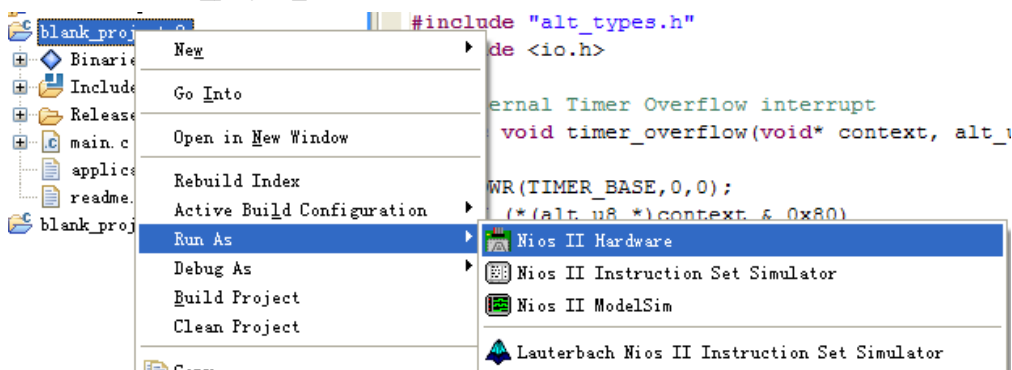 blank_proj
Binarie
Include
Release
main.c
applica
readme.
blank_proj
New
Go Into
Open in New Window
Rebuild Index
Active Build Configuration
Run As
Debug As
Build Project
Clean Project
#include "alt_types.h"
de <io.h>
ernal Timer Overflow interrupt
void timer_overflow(void* context, alt_u
WR(TIMER_BASE,0,0);
(*(alt_u8 *)context & 0x80)
Nios II Hardware
Nios II Instruction Set Simulator
Nios II ModelSim
Lauterbach Nios II Instruction Set Simulator